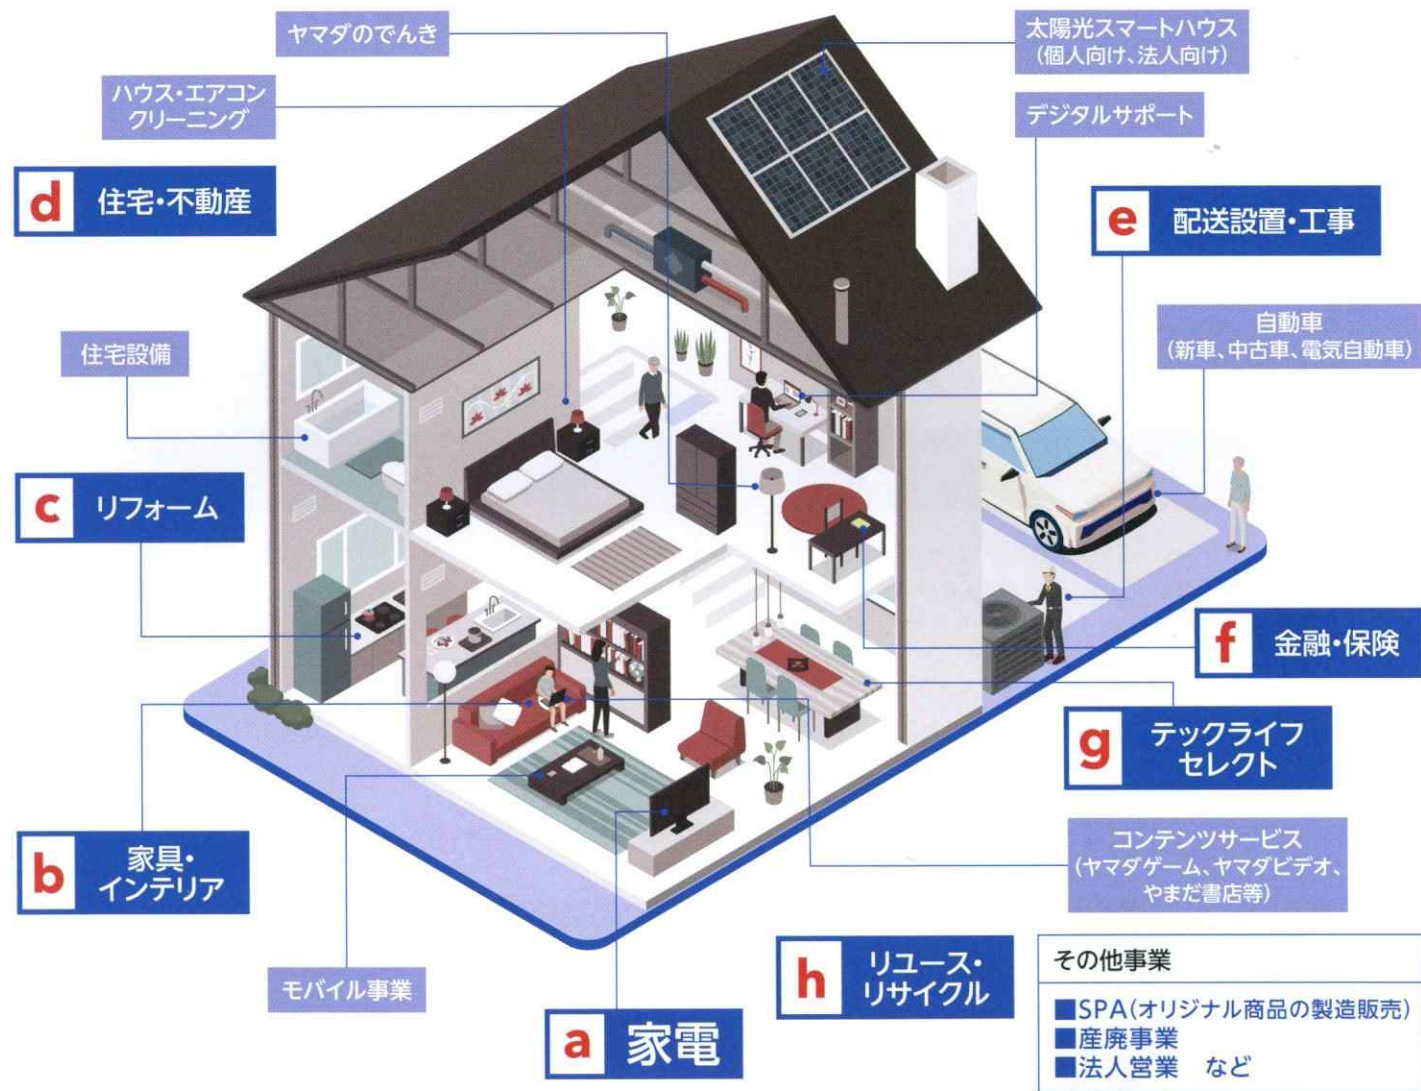 ヤマダのでんき
太陽光スマートハウス
(個人向け、法人向け)
ハウス・エアコン
クリーニング
デジタルサポート
d 住宅・不動産
e 配送設置・工事
自動車
(新車、中古車、電気自動車)
住宅設備
c リフォーム
f 金融・保険
g テックライフ
セレクト
b 家具・
インテリア
コンテンツサービス
(ヤマダゲーム、ヤマダビデオ、
やまだ書店等)
モバイル事業
a 家電
h リユース・
リサイクル
その他事業
■SPA(オリジナル商品の製造販売)
■産廃事業
■法人営業 など